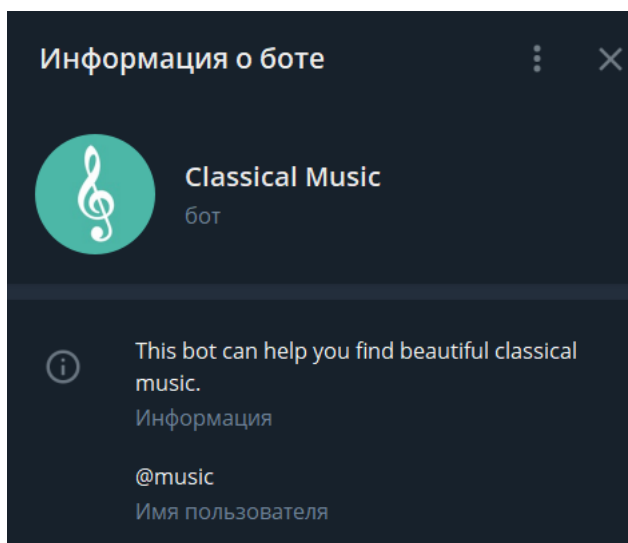 Информация о боте
Classical Music
бот
This bot can help you find beautiful classical
music.
Информация
@music
Имя пользователя